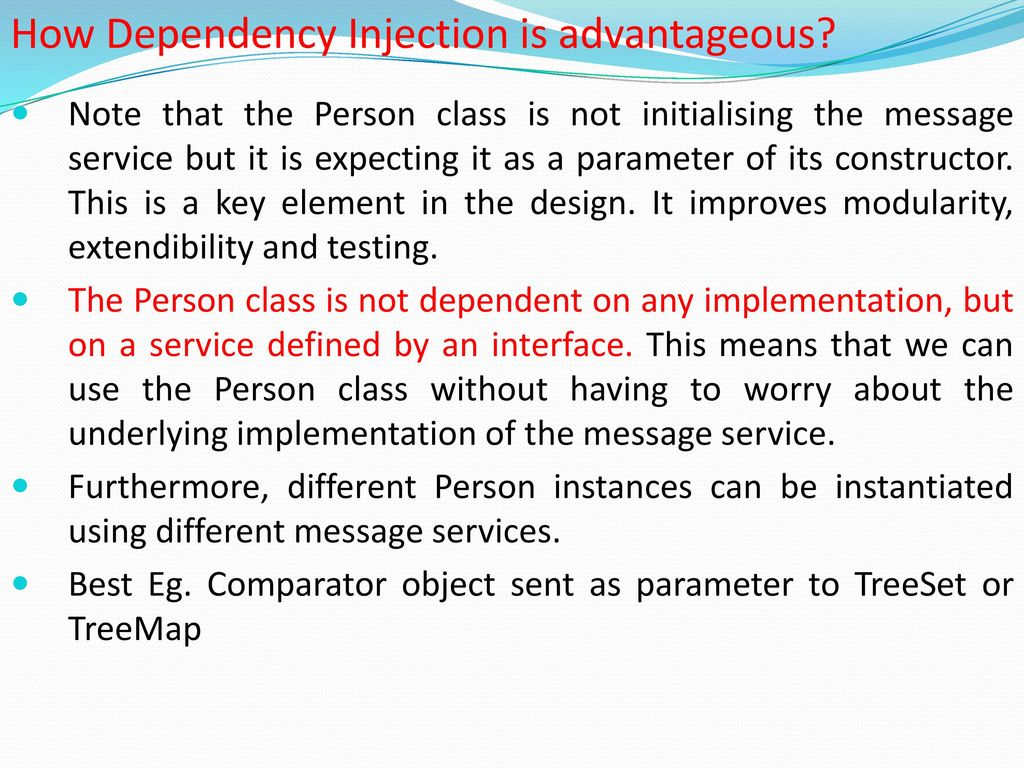 How Dependency Injection is advantageous?
• Note that the Person class is not initialising the message
service but it is expecting it as a parameter of its constructor.
This is a key element in the design. It improves modularity,
extendibility and testing.
• The Person class is not dependent on any implementation, but
on a service defined by an interface. This means that we can
use the Person class without having to worry about the
underlying implementation of the message service.
• Furthermore, different Person instances can be instantiated
using different message services.
• Best Eg. Comparator object sent as parameter to TreeSet or
TreeMap